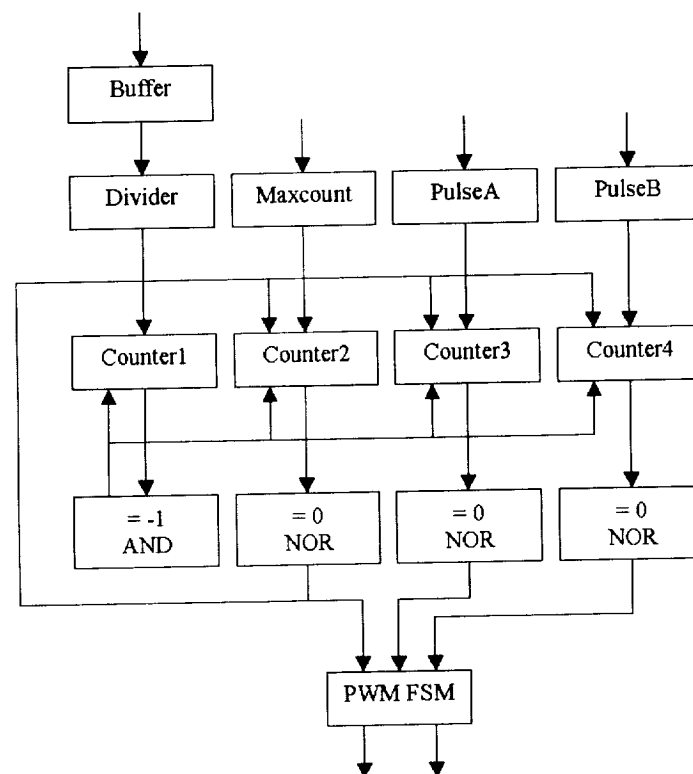 Buffer
Divider
Maxcount
PulseA
PulseB
Counter1
Counter2
Counter3
Counter4
= -1
AND
= 0
NOR
= 0
NOR
= 0
NOR
PWM FSM